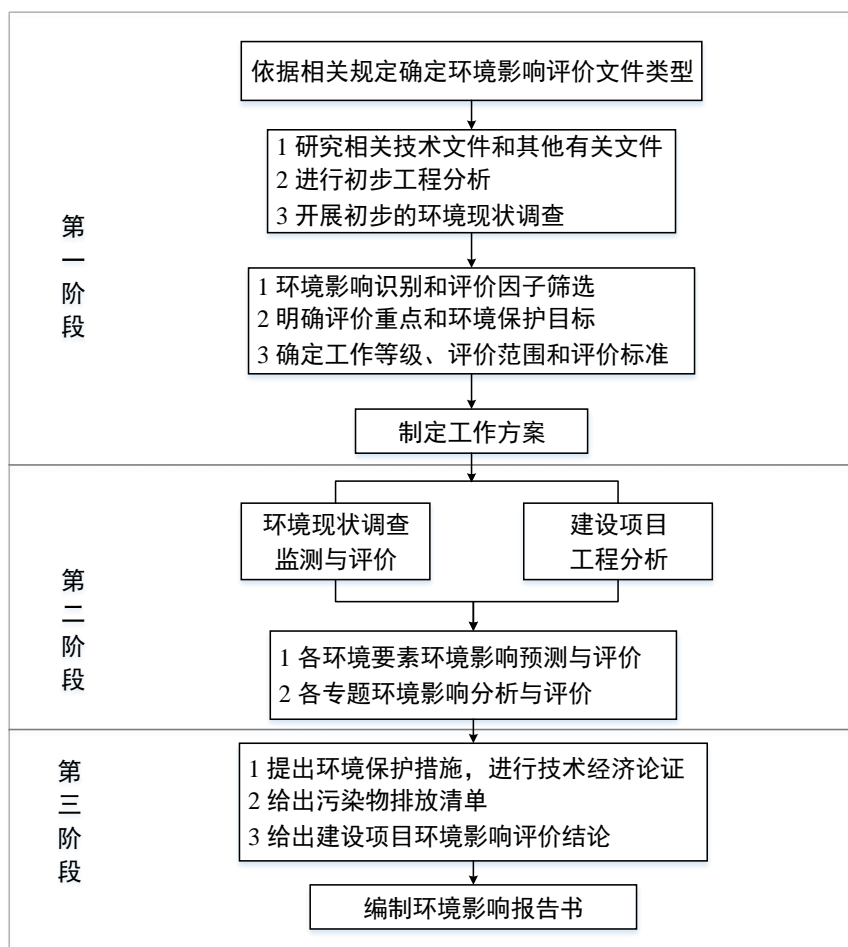 依据相关规定确定环境影响评价文件类型
1 研究相关技术文件和其他有关文件
2 进行初步工程分析
3 开展初步的环境现状调查
第一阶段
1 环境影响识别和评价因子筛选
2 明确评价重点和环境保护目标
3 确定工作等级、评价范围和评价标准
制定工作方案
环境现状调查
监测与评价
建设项目
工程分析
第二阶段
1 各环境要素环境影响预测与评价
2 各专题环境影响分析与评价
第三阶段
1 提出环境保护措施，进行技术经济论证
2 给出污染物排放清单
3 给出建设项目环境影响评价结论
编制环境影响报告书